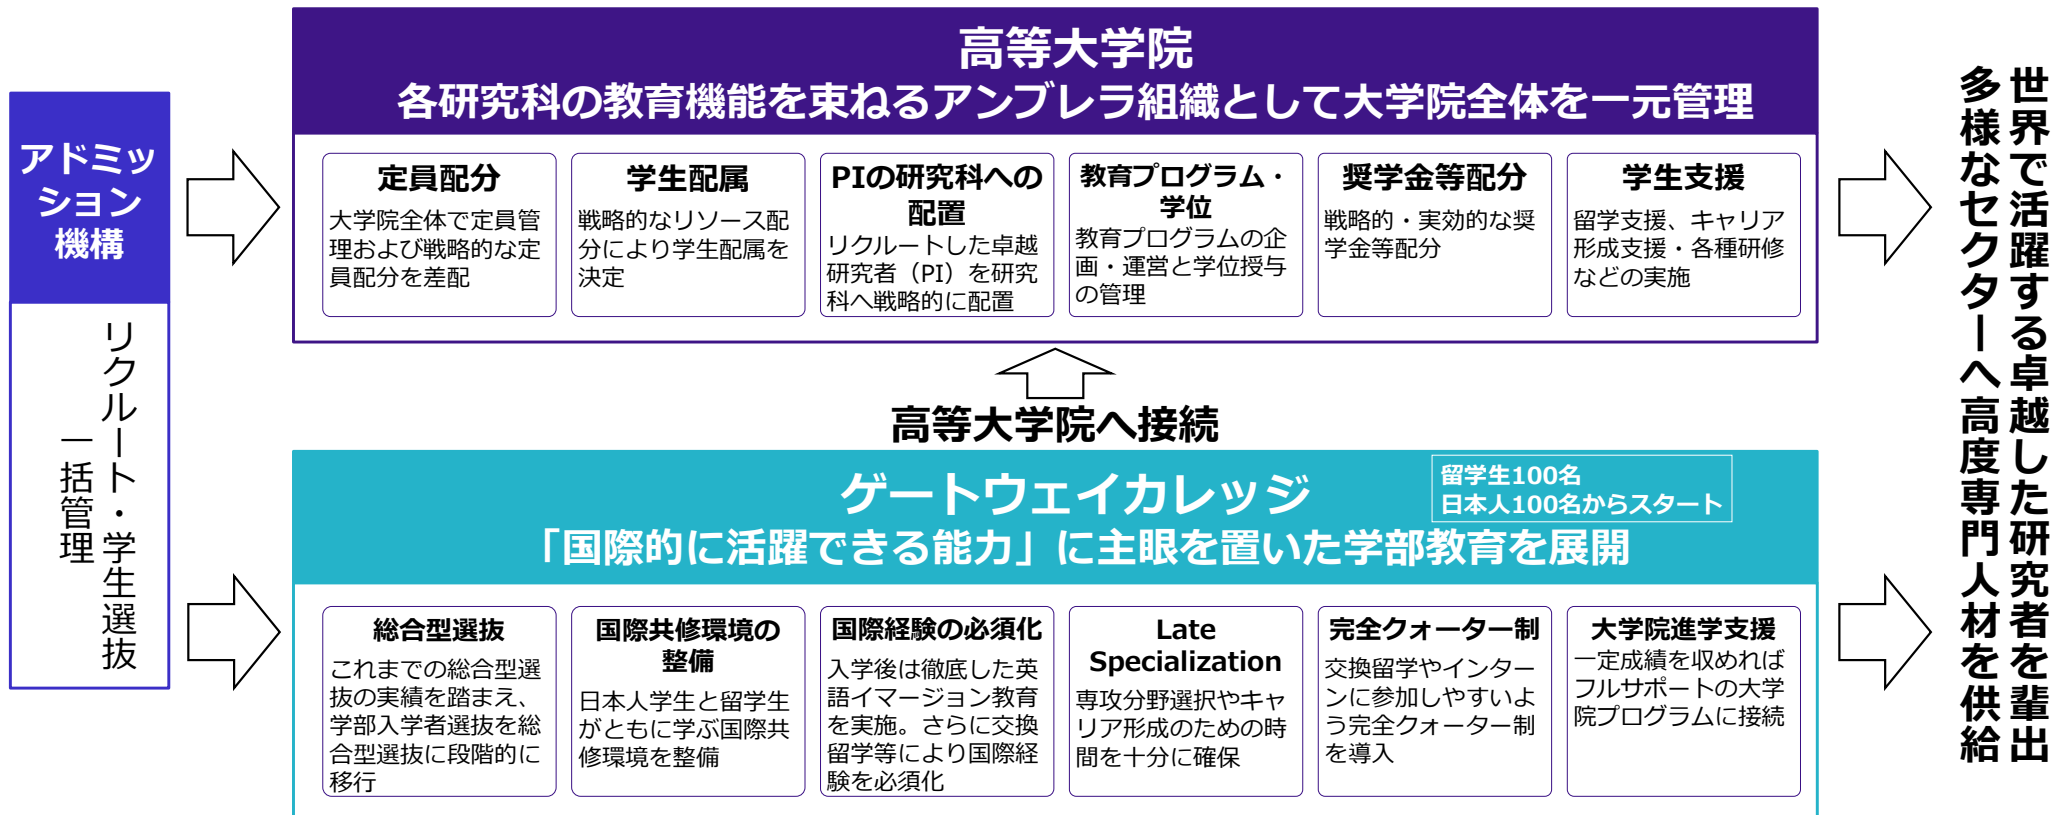 アドミッ
ション
機構
リクルート・学生選抜
一括管理
高等大学院
各研究科の教育機能を束ねるアンブレラ組織として大学院全体を一元管理
定員配分
大学院全体で定員管
理および戦略的な定
員配分を差配
学生配属
戦略的なリソース配
分により学生配属を
決定
PIの研究科への
配置
リクルートした卓越
研究者（PI）を研究
科へ戦略的に配置
教育プログラム・
学位
教育プログラムの企
画・運営と学位授与
の管理
奨学金等配分
戦略的・実効的な奨
学金等配分
学生支援
留学支援、キャリア
形成支援・各種研修
などの実施
高等大学院へ接続
ゲートウェイカレッジ
留学生100名
日本人100名からスタート
「国際的に活躍できる能力」に主眼を置いた学部教育を展開
総合型選抜
これまでの総合型選
抜の実績を踏まえ、
学部入学者選抜を総
合型選抜に段階的に
移行
国際共修環境の
整備
日本人学生と留学生
がともに学ぶ国際共
修環境を整備
国際経験の必須化
入学後は徹底した英
語イマージョン教育
を実施。さらに交換
留学等により国際経
験を必須化
Late
Specialization
専攻分野選択やキャ
リア形成のための時
間を十分に確保
完全クォーター制
交換留学やインター
ンに参加しやすいよ
う完全クォーター制
を導入
大学院進学支援
一定成績を収めれば
フルサポートの大学
院プログラムに接続
世界で活躍する卓越した研究者を輩出
多様なセクターへ高度専門人材を供給